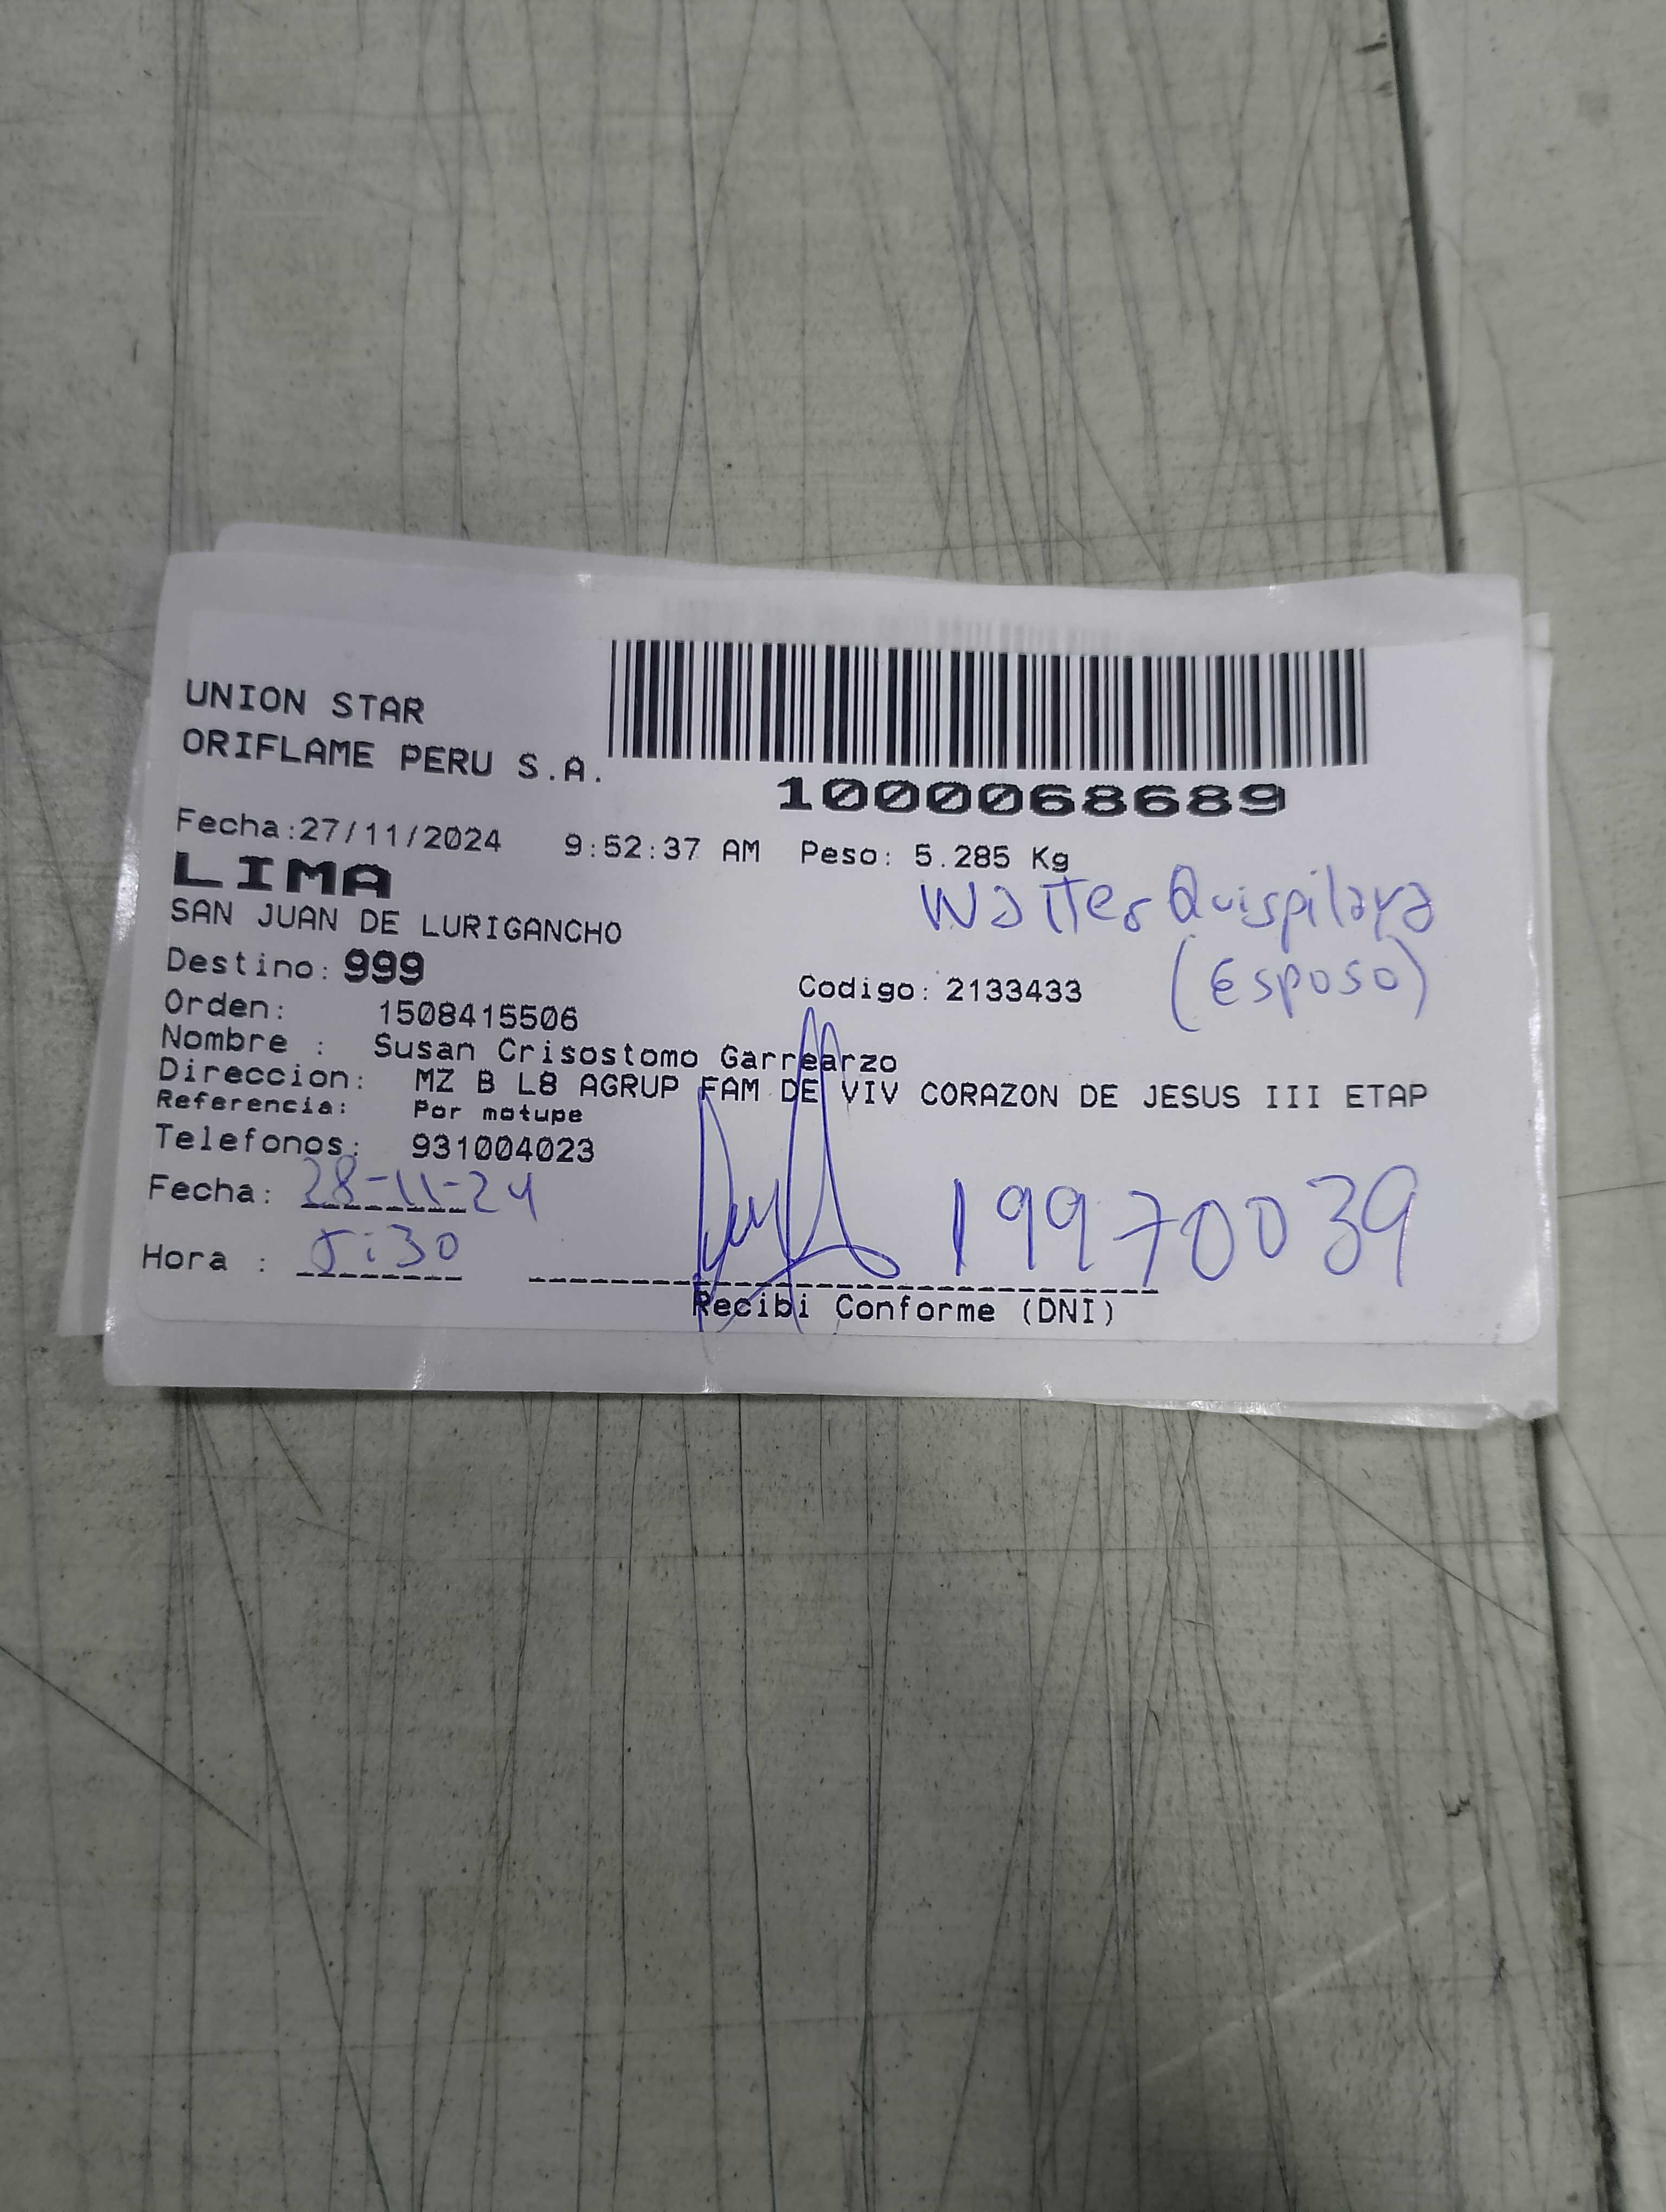 UNION STAR
ORIFLAME PERU S.A.
1000068689
Fecha:27/11/2024 9:52:37 AM Peso: 5.285 Kg
LIMA
Walter Quispilaya
SAN JUAN DE LURIGANCHO
(Esposo)
Destino: 999
Codigo: 2133433
Orden: 1508415506
Nombre : Susan Crisostomo Garrearzo
Direccion: MZ B L8 AGRUP FAM DE VIV CORAZON DE JESUS III ETAP
Referencia: Por motupe
Telefonos: 931004023
Fecha: 28-11-24
19970039
Hora : 5:30
Recibi Conforme (DNI)